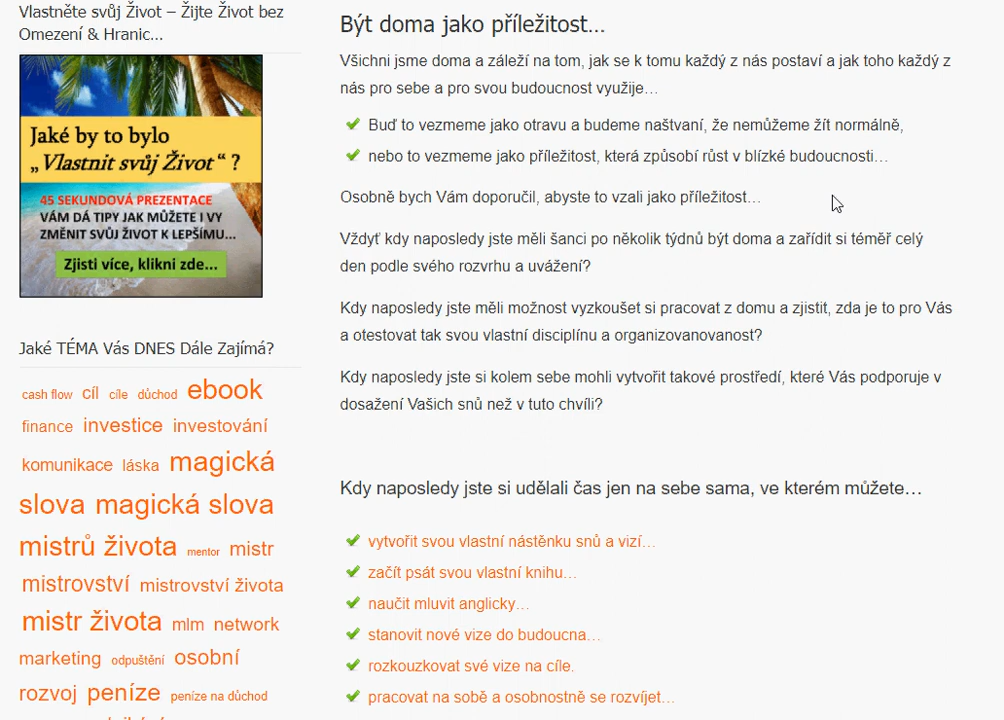 Vlastněte svůj Život – Žijte Život bez
Omezení & Hranic...
Jaké by to bylo
„Vlastnit svůj Život“ ?
45 SEKUNDOVÁ PREZENTACE
VÁM DÁ TIPY JAK MŮŽETE I VY
ZMĚNIT SVŮJ ŽIVOT K LEPŠÍMU...
Zjisti více, klikni zde...
Jaké TÉMA Vás DNES Dále Zajímá?
cash flow cíl cíle důchod ebook
finance investice investování
komunikace láska magická
slova magická slova
mistrů života mentor mistr
mistrovství mistrovství života
mistr života mlm network
marketing odpuštění osobní
rozvoj peníze peníze na důchod
Být doma jako příležitost...
Všichni jsme doma a záleží na tom, jak se k tomu každý z nás postaví a jak toho každý z
nás pro sebe a pro svou budoucnost využije...
Buď to vezmeme jako otravu a budeme naštvaní, že nemůžeme žít normálně,
nebo to vezmeme jako příležitost, která způsobí růst v blízké budoucnosti...
Osobně bych Vám doporučil, abyste to vzali jako příležitost...
Vždyť kdy naposledy jste měli šanci po několik týdnů být doma a zařídit si téměř celý
den podle svého rozvrhu a uvážení?
Kdy naposledy jste měli možnost vyzkoušet si pracovat z domu a zjistit, zda je to pro Vás
a otestovat tak svou vlastní disciplínu a organizovanovanost?
Kdy naposledy jste si kolem sebe mohli vytvořit takové prostředí, které Vás podporuje v
dosažení Vašich snů než v tuto chvíli?
Kdy naposledy jste si udělali čas jen na sebe sama, ve kterém můžete...
vytvořit svou vlastní nástěnku snů a vizí...
začít psát svou vlastní knihu...
naučit mluvit anglicky...
stanovit nové vize do budoucna...
rozkouzkovat své vize na cíle.
pracovat na sobě a osobnostně se rozvíjet...